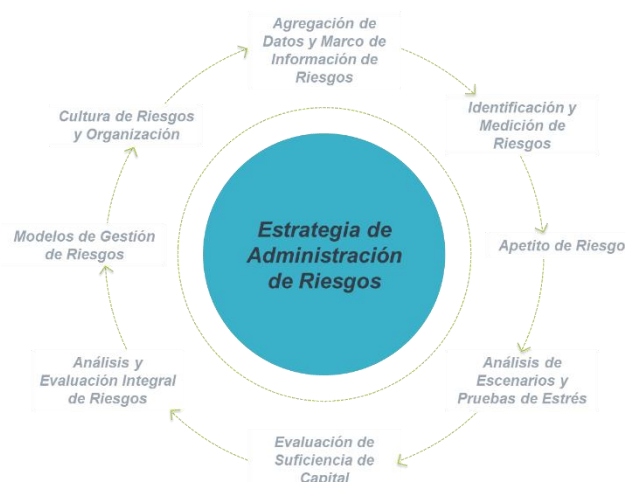 Agregación de
Datos y Marco de
Información de
Riesgos
Identificación y
Medición de
Riesgos
Apetito de Riesgo
Análisis de
Escenarios y
Pruebas de Estrés
Evaluación de
Suficiencia de
Capital
Análisis y
Evaluación Integral
de Riesgos
Modelos de Gestión
de Riesgos
Cultura de Riesgos
y Organización
Estrategia de
Administración
de Riesgos